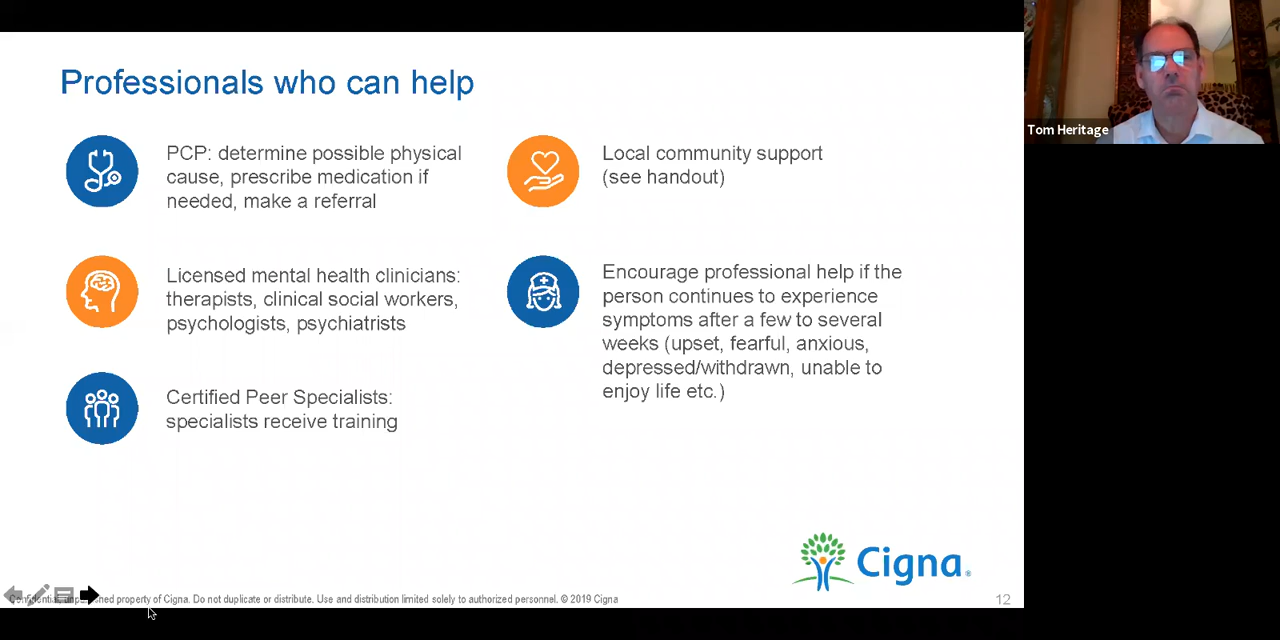 Professionals who can help
PCP: determine possible physical
cause, prescribe medication if
needed, make a referral
Licensed mental health clinicians:
therapists, clinical social workers,
psychologists, psychiatrists
Certified Peer Specialists:
specialists receive training
Local community support
(see handout)
Encourage professional help if the
person continues to experience
symptoms after a few to several
weeks (upset, fearful, anxious,
depressed/withdrawn, unable to
enjoy life etc.)
Cigna®
Confidential, property of Cigna. Do not duplicate or distribute. Use and distribution limited solely to authorized personnel. © 2019 Cigna
12
Tom Heritage